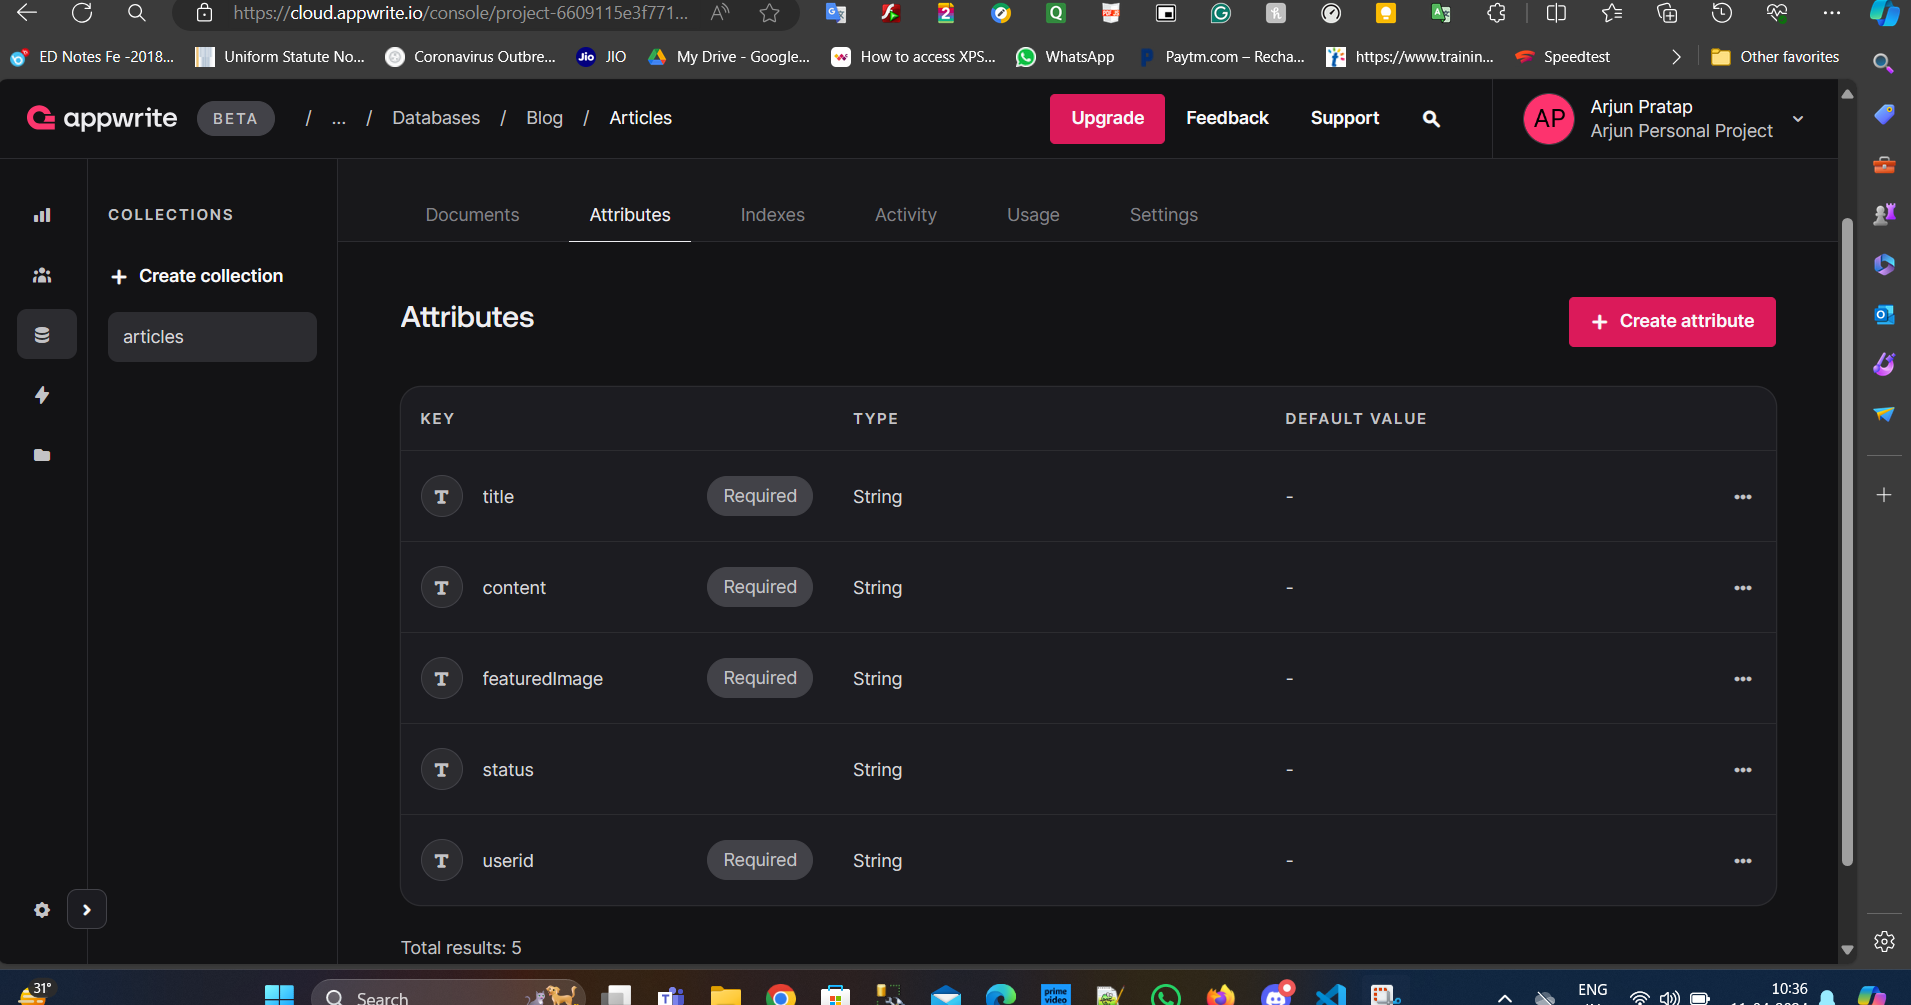 https://cloud.appwrite.io/console/project-6609115e3f771...
ED Notes Fe -2018...
Uniform Statute No...
Coronavirus Outbre...
Jio
JIO
My Drive - Google...
How to access XPS...
WhatsApp
Paytm.com – Recha...
https://www.trainin...
Speedtest
Other favorites
appwrite
BETA
/ ... / Databases / Blog / Articles
Upgrade
Feedback
Support
AP
Arjun Pratap
Arjun Personal Project
COLLECTIONS
Create collection
articles
Documents
Attributes
Indexes
Activity
Usage
Settings
Attributes
Create attribute
KEY TYPE DEFAULT VALUE
T title Required String -
T content Required String -
T featuredImage Required String -
T status String -
T userid Required String -
Total results: 5
31°
Search
prime video
ENG
10:36